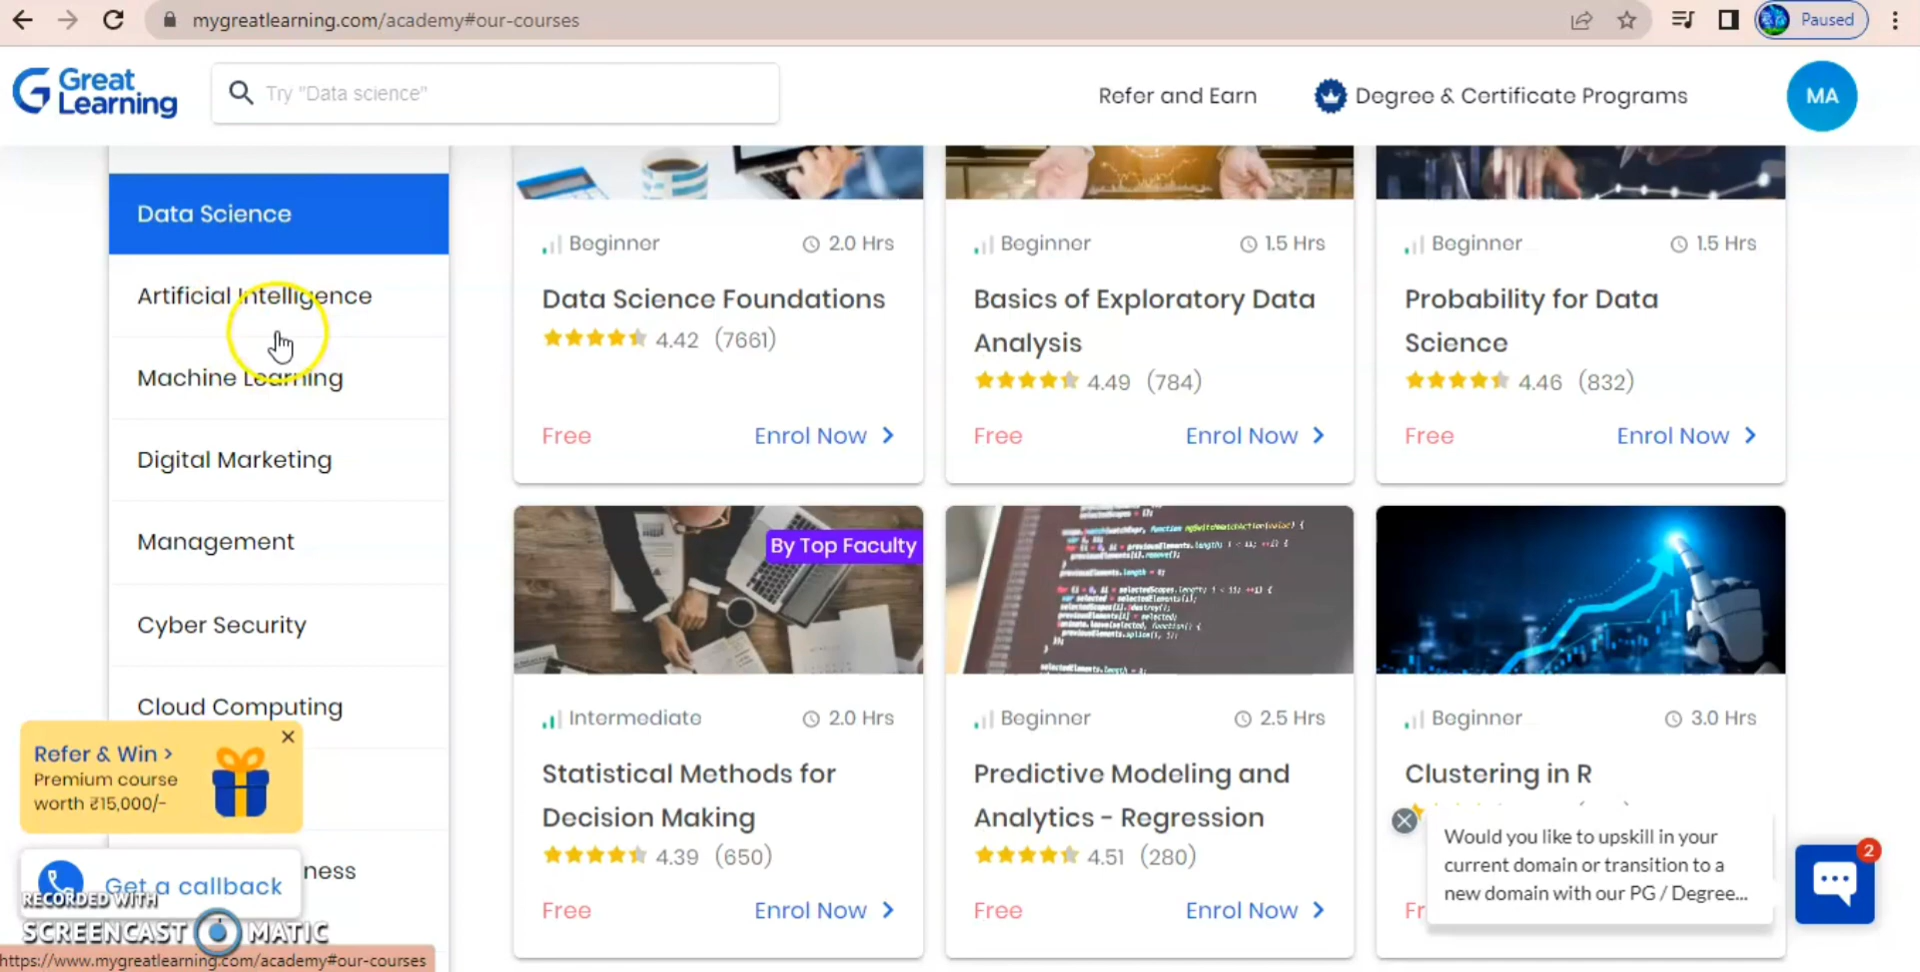 mygreatlearning.com/academy#our-courses
Paused
Great
Learning
Try "Data science"
Refer and Earn
Degree & Certificate Programs
MA
Data Science
Artificial Intelligence
Machine Learning
Digital Marketing
Management
Cyber Security
Cloud Computing
ness
Beginner
2.0 Hrs
Data Science Foundations
4.42 (7661)
Free
Enrol Now
Beginner
1.5 Hrs
Basics of Exploratory Data
Analysis
4.49 (784)
Free
Enrol Now
Beginner
1.5 Hrs
Probability for Data
Science
4.46 (832)
Free
Enrol Now
By Top Faculty
Intermediate
2.0 Hrs
Statistical Methods for
Decision Making
4.39 (650)
Free
Enrol Now
Beginner
2.5 Hrs
Predictive Modeling and
Analytics - Regression
4.51 (280)
Free
Enrol Now
Beginner
3.0 Hrs
Clustering in R
Fr
Refer & Win >
Premium course
worth ₹15,000/-
Get a callback
RECORDED WITH
SCREENCAST MATIC
https://www.mygreatlearning.com/academy#our-courses
Would you like to upskill in your
current domain or transition to a
new domain with our PG / Degree...
2